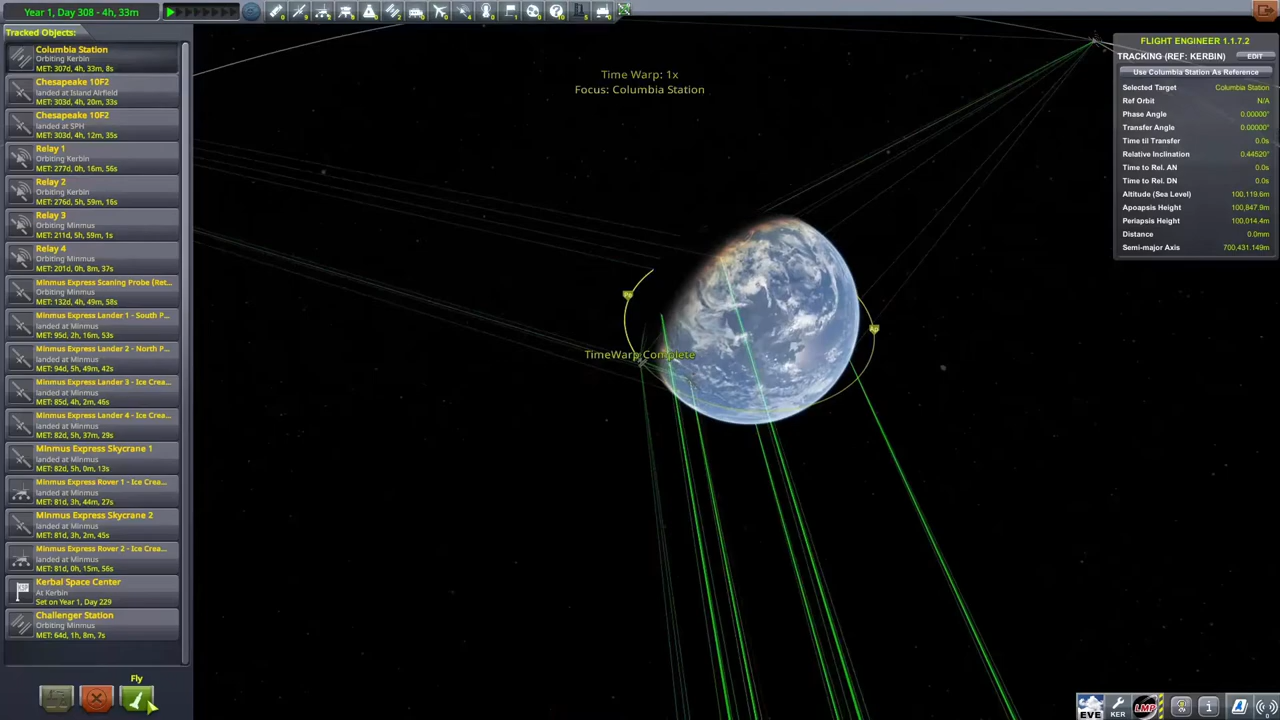 Year 1, Day 308 - 4h, 33m
Tracked Objects:
Columbia Station
Orbiting Kerbin
MET: 307d, 4h, 33m, 8s
Chesapeake 10F2
landed at Island Airfield
MET: 303d, 4h, 20m, 33s
Chesapeake 10F2
landed at SPH
MET: 303d, 4h, 12m, 35s
Relay 1
Orbiting Kerbin
MET: 277d, 0h, 16m, 56s
Relay 2
Orbiting Kerbin
MET: 276d, 5h, 59m, 16s
Relay 3
Orbiting Minmus
MET: 211d, 5h, 59m, 1s
Relay 4
Orbiting Minmus
MET: 201d, 0h, 8m, 37s
Minmus Express Scaning Probe (Ret...
Orbiting Minmus
MET: 132d, 4h, 49m, 58s
Minmus Express Lander 1 - South P...
landed at Minmus
MET: 95d, 2h, 16m, 53s
Minmus Express Lander 2 - North P...
landed at Minmus
MET: 94d, 5h, 49m, 42s
Minmus Express Lander 3 - Ice Crea...
landed at Minmus
MET: 85d, 4h, 2m, 46s
Minmus Express Lander 4 - Ice Crea...
landed at Minmus
MET: 82d, 5h, 37m, 29s
Minmus Express Skycrane 1
landed at Minmus
MET: 82d, 5h, 0m, 13s
Minmus Express Rover 1 - Ice Crea...
landed at Minmus
MET: 81d, 3h, 44m, 27s
Minmus Express Skycrane 2
landed at Minmus
MET: 81d, 3h, 2m, 45s
Minmus Express Rover 2 - Ice Crea...
landed at Minmus
MET: 81d, 0h, 15m, 56s
Kerbal Space Center
At Kerbin
Set on Year 1, Day 229
Challenger Station
Orbiting Minmus
MET: 64d, 1h, 8m, 7s
Fly
Time Warp: 1x
Focus: Columbia Station
TimeWarp Complete
Pe
Ap
FLIGHT ENGINEER 1.1.7.2
TRACKING (REF: KERBIN) EDIT
Use Columbia Station As Reference
Selected Target Columbia Station
Ref Orbit N/A
Phase Angle 0.00000°
Transfer Angle 0.00000°
Time til Transfer 0.0s
Relative Inclination 0.44520°
Time to Rel. AN 0.0s
Time to Rel. DN 0.0s
Altitude (Sea Level) 100,119.6m
Apoapsis Height 100,847.9m
Periapsis Height 100,014.4m
Distance 0.0mm
Semi-major Axis 700,431.149m
EVE
KER
LMP